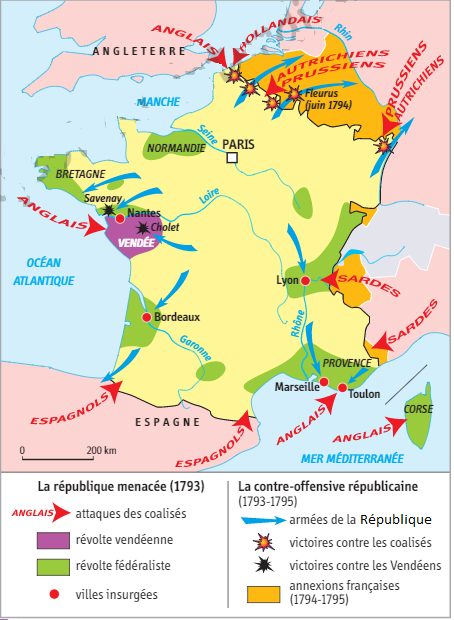 ANGLAIS
HOLLANDAIS
Rhin
ANGLETERRE
AUTRICHIENS
PRUSSIENS
PRUSSIENS
AUTRICHIENS
Fleurus
(juin 1794)
MANCHE
Seine
PARIS
NORMANDIE
BRETAGNE
Savenay
Loire
ANGLAIS
Nantes
Cholet
VENDÉE
OCÉAN
ATLANTIQUE
Lyon
SARDES
Bordeaux
Rhône
SARDES
Garonne
PROVENCE
Marseille
Toulon
ESPAGNOLS
ESPAGNE
ANGLAIS
ANGLAIS
CORSE
ESPAGNOLS
MER MÉDITERRANÉE
0 200 km
La république menacée (1793)
ANGLAIS attaques des coalisés
révolte vendéenne
révolte fédéraliste
villes insurgées
La contre-offensive républicaine
(1793-1795)
armées de la République
victoires contre les coalisés
victoires contre les Vendéens
annexions françaises
(1794-1795)